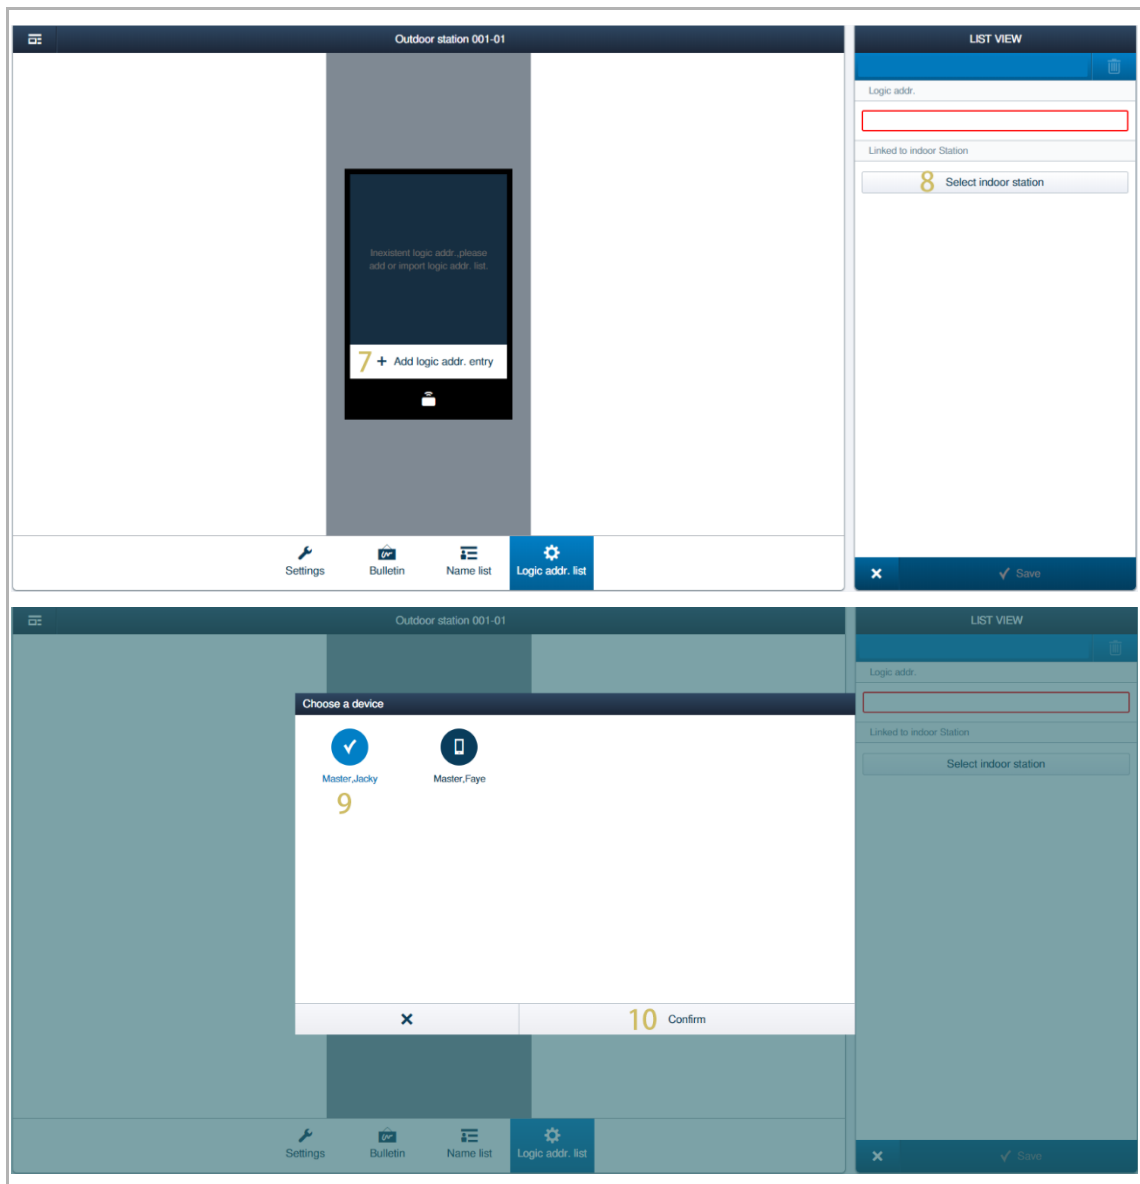 Outdoor station 001-01
LIST VIEW
Logic addr.
Linked to indoor Station
8 Select indoor station
Inexistent logic addr.,please
add or import logic addr. list.
7 + Add logic addr. entry
Settings
Bulletin
Name list
Logic addr. list
Save
Outdoor station 001-01
LIST VIEW
Logic addr.
Linked to indoor Station
Select indoor station
Choose a device
Master,Jacky
Master,Faye
9
10 Confirm
Settings
Bulletin
Name list
Logic addr. list
Save